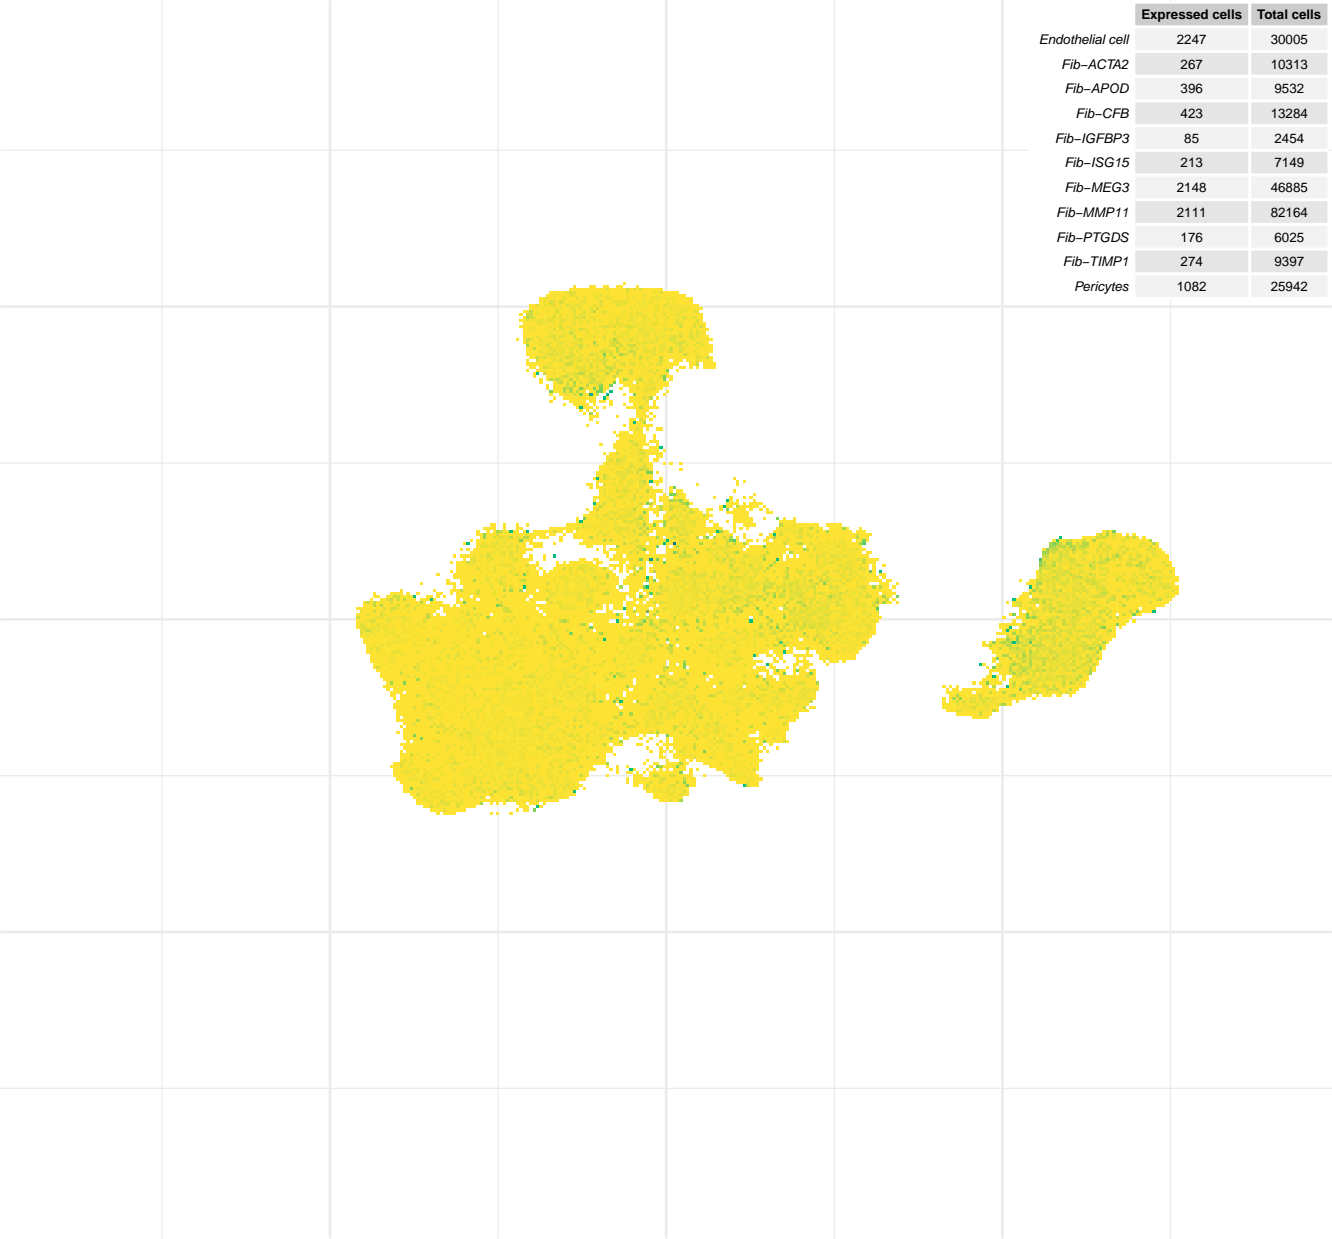 Expressed cells Total cells
Endothelial cell 2247 30005
Fib−ACTA2 267 10313
Fib−APOD 396 9532
Fib−CFB 423 13284
Fib−IGFBP3 85 2454
Fib−ISG15 213 7149
Fib−MEG3 2148 46885
Fib−MMP11 2111 82164
Fib−PTGDS 176 6025
Fib−TIMP1 274 9397
Pericytes 1082 25942